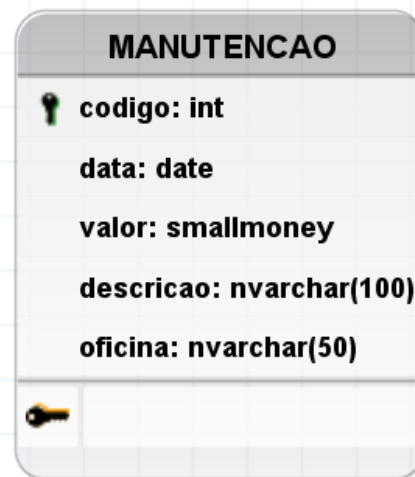 MANUTENCAO
codigo: int
data: date
valor: smallmoney
descricao: nvarchar(100)
oficina: nvarchar(50)